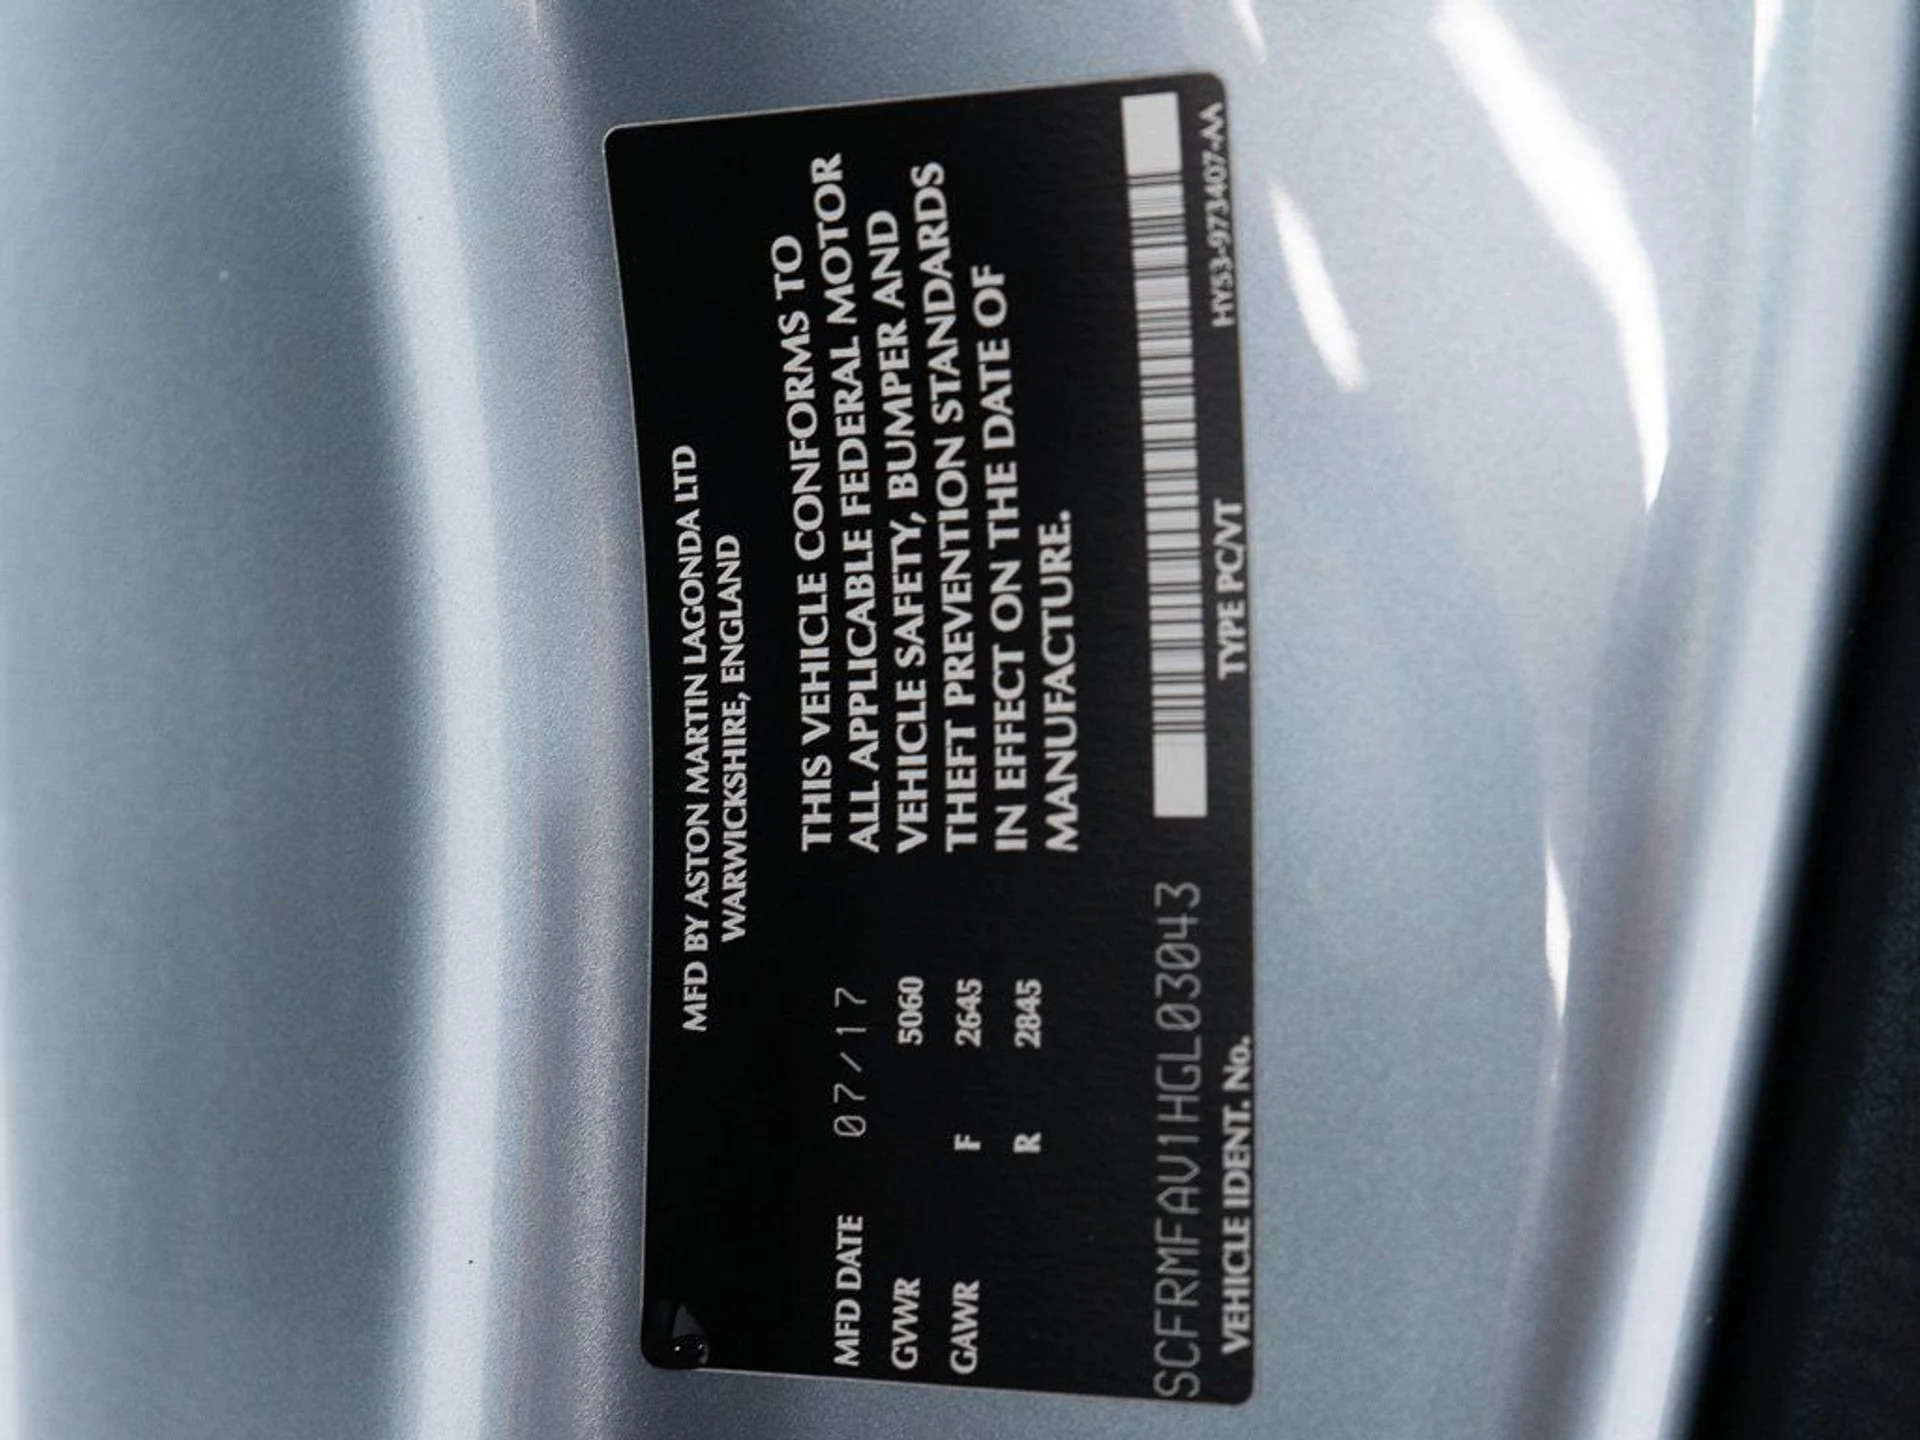 MFD BY ASTON MARTIN LAGONDA LTD
WARWICKSHIRE, ENGLAND
MFD DATE 07/17
GVWR 5060
GAWR F 2645
R 2845
THIS VEHICLE CONFORMS TO
ALL APPLICABLE FEDERAL MOTOR
VEHICLE SAFETY, BUMPER AND
THEFT PREVENTION STANDARDS
IN EFFECT ON THE DATE OF
MANUFACTURE.
SCFRMFAV1HGL03043
VEHICLE IDENT. No. TYPE PC/VT HY53-973407-AA